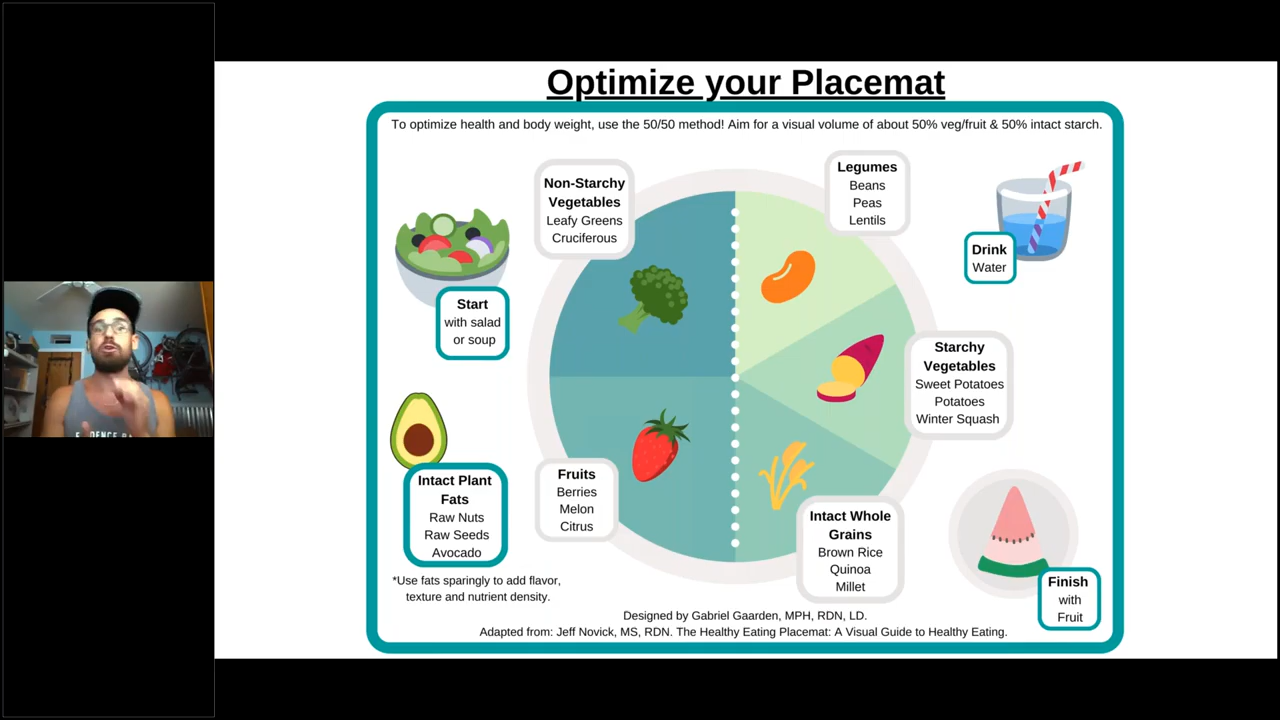 Optimize your Placemat
To optimize health and body weight, use the 50/50 method! Aim for a visual volume of about 50% veg/fruit & 50% intact starch.
Non-Starchy
Vegetables
Leafy Greens
Cruciferous
Legumes
Beans
Peas
Lentils
Drink
Water
Start
with salad
or soup
Starchy
Vegetables
Sweet Potatoes
Potatoes
Winter Squash
Intact Plant
Fats
Raw Nuts
Raw Seeds
Avocado
*Use fats sparingly to add flavor,
texture and nutrient density.
Fruits
Berries
Melon
Citrus
Intact Whole
Grains
Brown Rice
Quinoa
Millet
Finish
with
Fruit
Designed by Gabriel Gaarden, MPH, RDN, LD.
Adapted from: Jeff Novick, MS, RDN. The Healthy Eating Placemat: A Visual Guide to Healthy Eating.